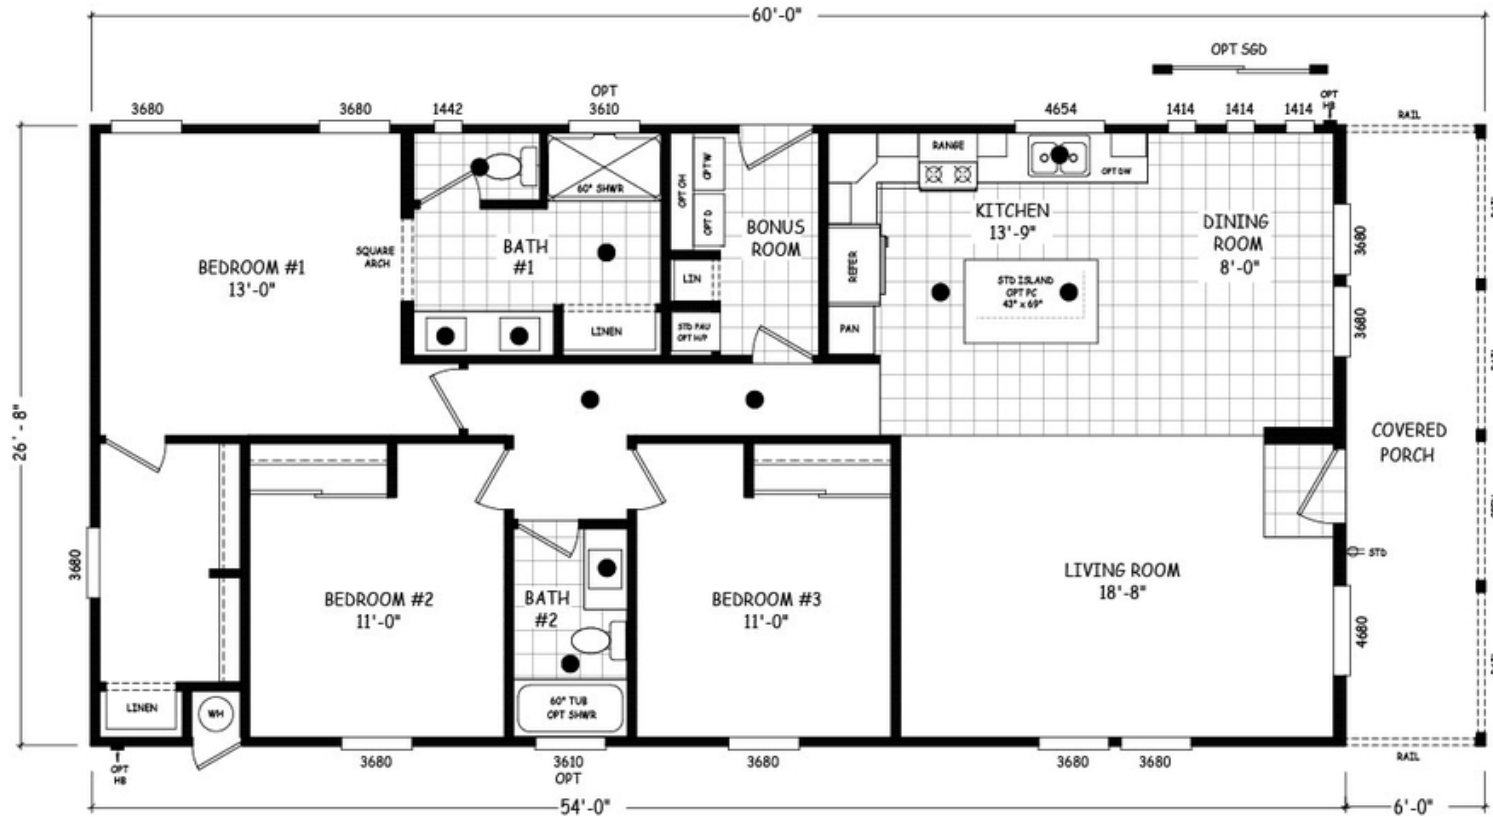 60'-0"
OPT SGD
3680
3680
1442
OPT
3610
4654
1414
1414
1414
OPT
HB
RAIL
RANGE
OPT DW
60" SHWR
OPT OH
OPT W
OPT D
BONUS
ROOM
KITCHEN
13'-9"
DINING
ROOM
8'-0"
3680
SQUARE
ARCH
BATH
#1
BEDROOM #1
13'-0"
REFER
LIN
STD ISLAND
OPT PC
43" x 69"
LINEN
STD FAU
OPT H/P
PAN
3680
26'-8"
COVERED
PORCH
STD
3680
BEDROOM #2
11'-0"
BATH
#2
BEDROOM #3
11'-0"
LIVING ROOM
18'-8"
4680
LINEN
WH
60" TUB
OPT SHWR
OPT
HB
3680
3610
OPT
3680
3680
3680
RAIL
54'-0"
6'-0"